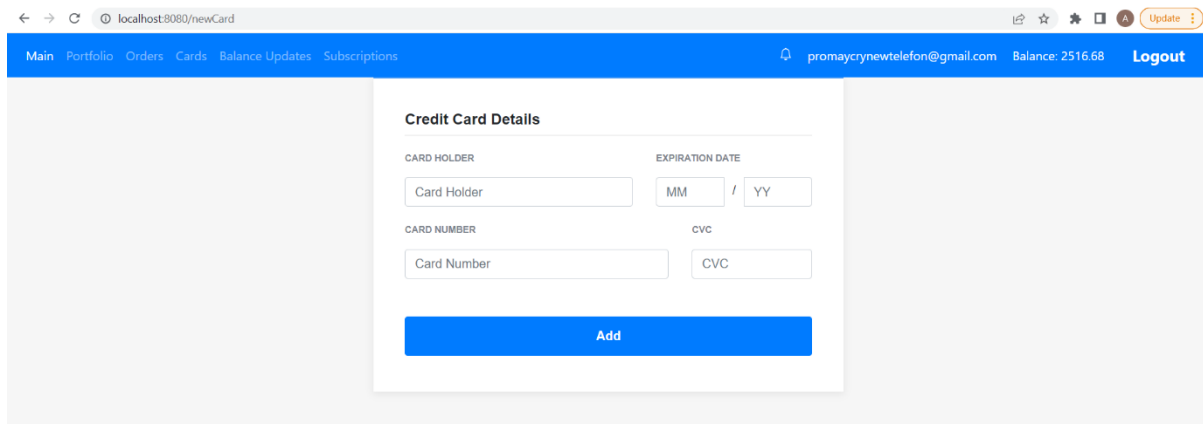 localhost:8080/newCard A Update
Main Portfolio Orders Cards Balance Updates Subscriptions promaycrynewtelefon@gmail.com Balance: 2516.68 Logout
Credit Card Details
CARD HOLDER EXPIRATION DATE
Card Holder MM / YY
CARD NUMBER CVC
Card Number CVC
Add